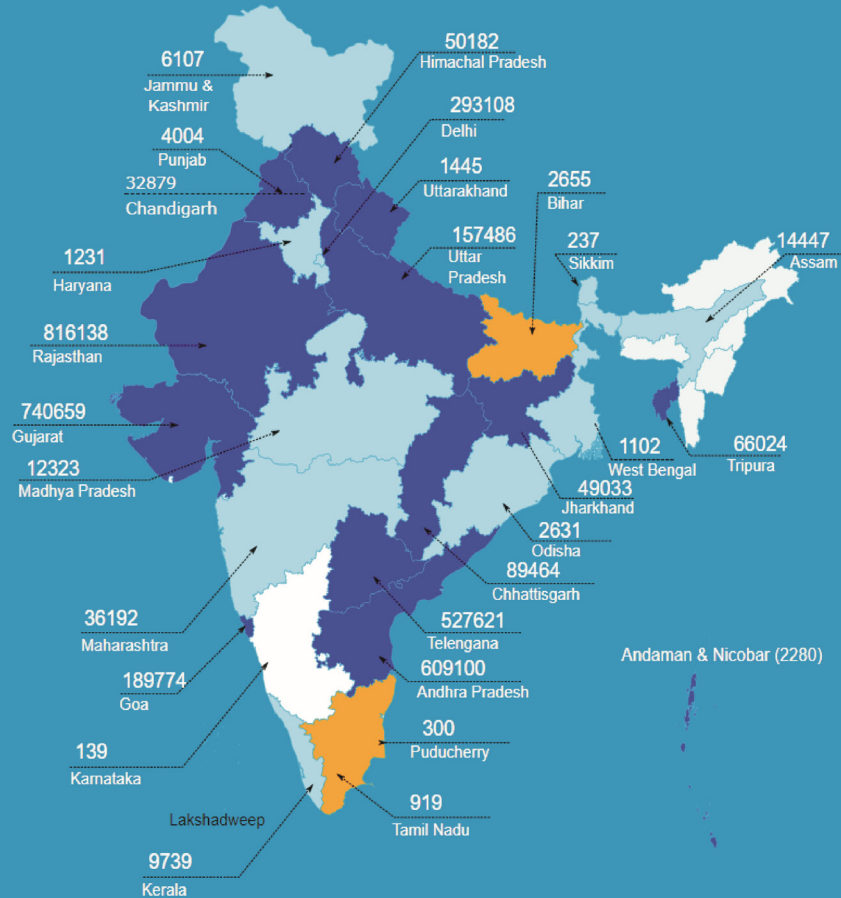 50182
Himachal Pradesh
6107
Jammu &
Kashmir
293108
Delhi
4004
Punjab
1445
Uttarakhand
2655
Bihar
32879
Chandigarh
157486
Uttar
Pradesh
237
Sikkim
14447
Assam
1231
Haryana
816138
Rajasthan
740659
Gujarat
1102
West Bengal
66024
Tripura
12323
Madhya Pradesh
49033
Jharkhand
2631
Odisha
89464
Chhattisgarh
36192
Maharashtra
527621
Telengana
Andaman & Nicobar (2280)
189774
Goa
609100
Andhra Pradesh
300
Puducherry
139
Karnataka
919
Tamil Nadu
Lakshadweep
9739
Kerala